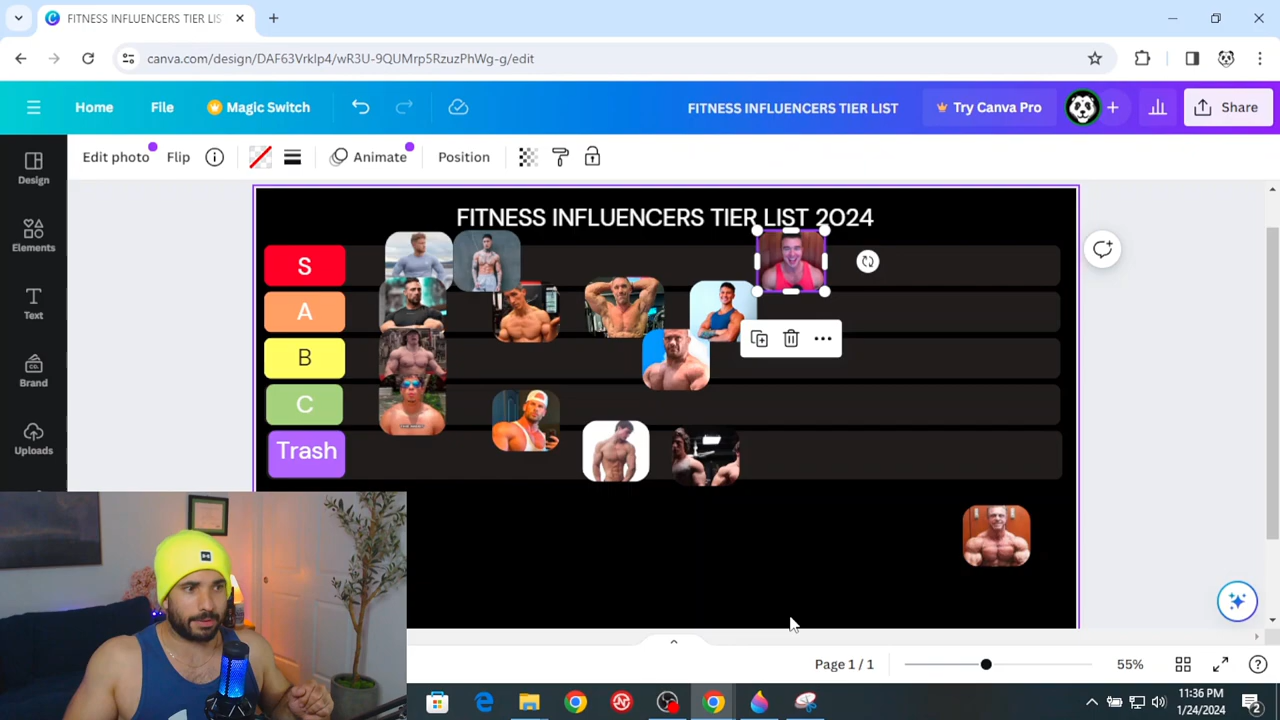 FITNESS INFLUENCERS TIER LIS
canva.com/design/DAF63VrkIp4/wR3U-9QUMrp5RzuzPhWg-g/edit
Home
File
Magic Switch
FITNESS INFLUENCERS TIER LIST
Try Canva Pro
Share
Edit photo
Flip
Animate
Position
Design
Elements
Text
Brand
Uploads
FITNESS INFLUENCERS TIER LIST 2024
S
A
B
C
Trash
Page 1 / 1
55%
11:36 PM
1/24/2024
2